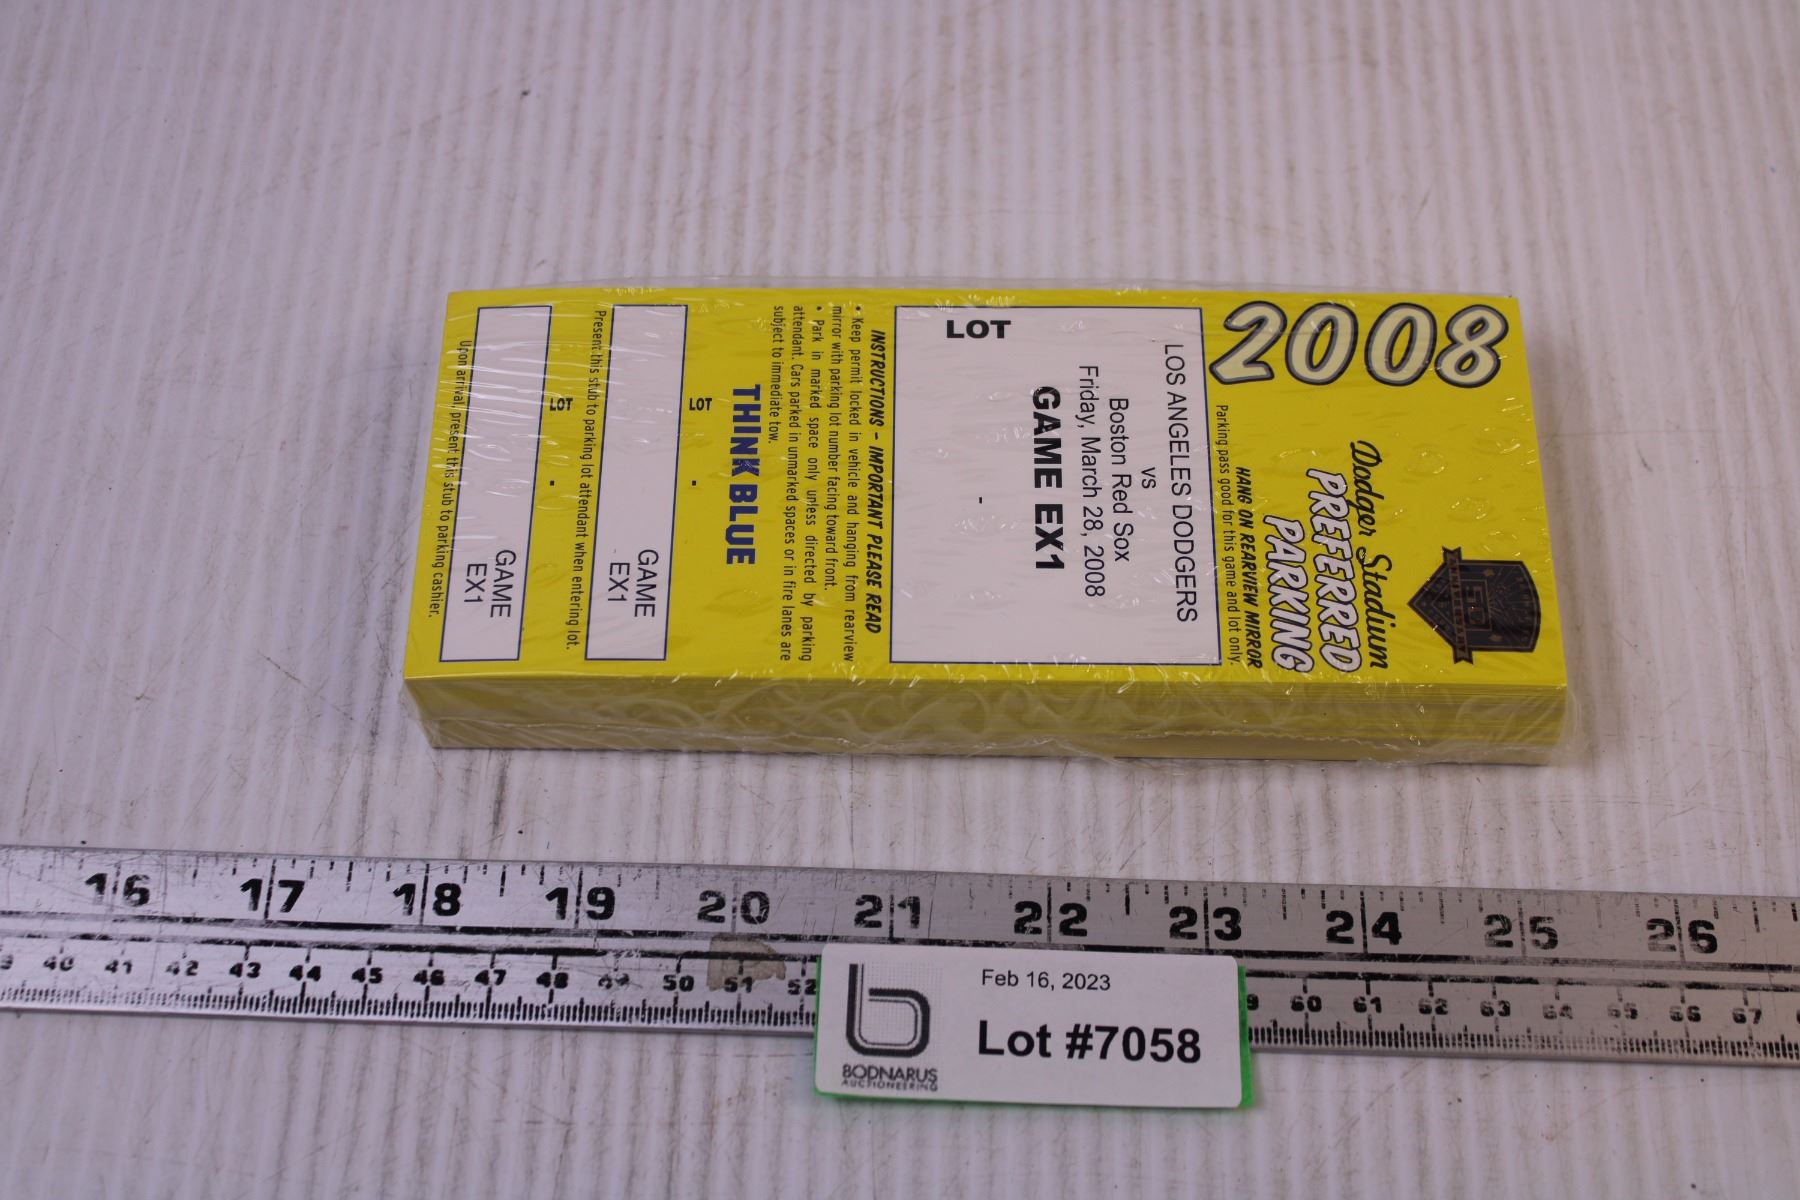 2008
Dodger Stadium
PREFERRED
PARKING
50
ANNIVERSARY
HANG ON REARVIEW MIRROR
Parking pass good for this game and lot only.
LOS ANGELES DODGERS
vs
Boston Red Sox
Friday, March 28, 2008
GAME EX1
LOT
-
INSTRUCTIONS - IMPORTANT PLEASE READ
• Keep permit locked in vehicle and hanging from rearview
mirror with parking lot number facing toward front.
• Park in marked space only unless directed by parking
attendant. Cars parked in unmarked spaces or in fire lanes are
subject to immediate tow.
THINK BLUE
LOT
-
GAME
EX1
Present this stub to parking lot attendant when entering lot.
LOT
-
GAME
EX1
Upon arrival, present this stub to parking cashier.
16 17 18 19 20 21 22 23 24 25 26
9 40 41 42 43 44 45 46 47 48 49 50 51 52 9 60 61 62 63 64 65 66 67
Feb 16, 2023
Lot #7058
BODNARUS
AUCTIONEERING